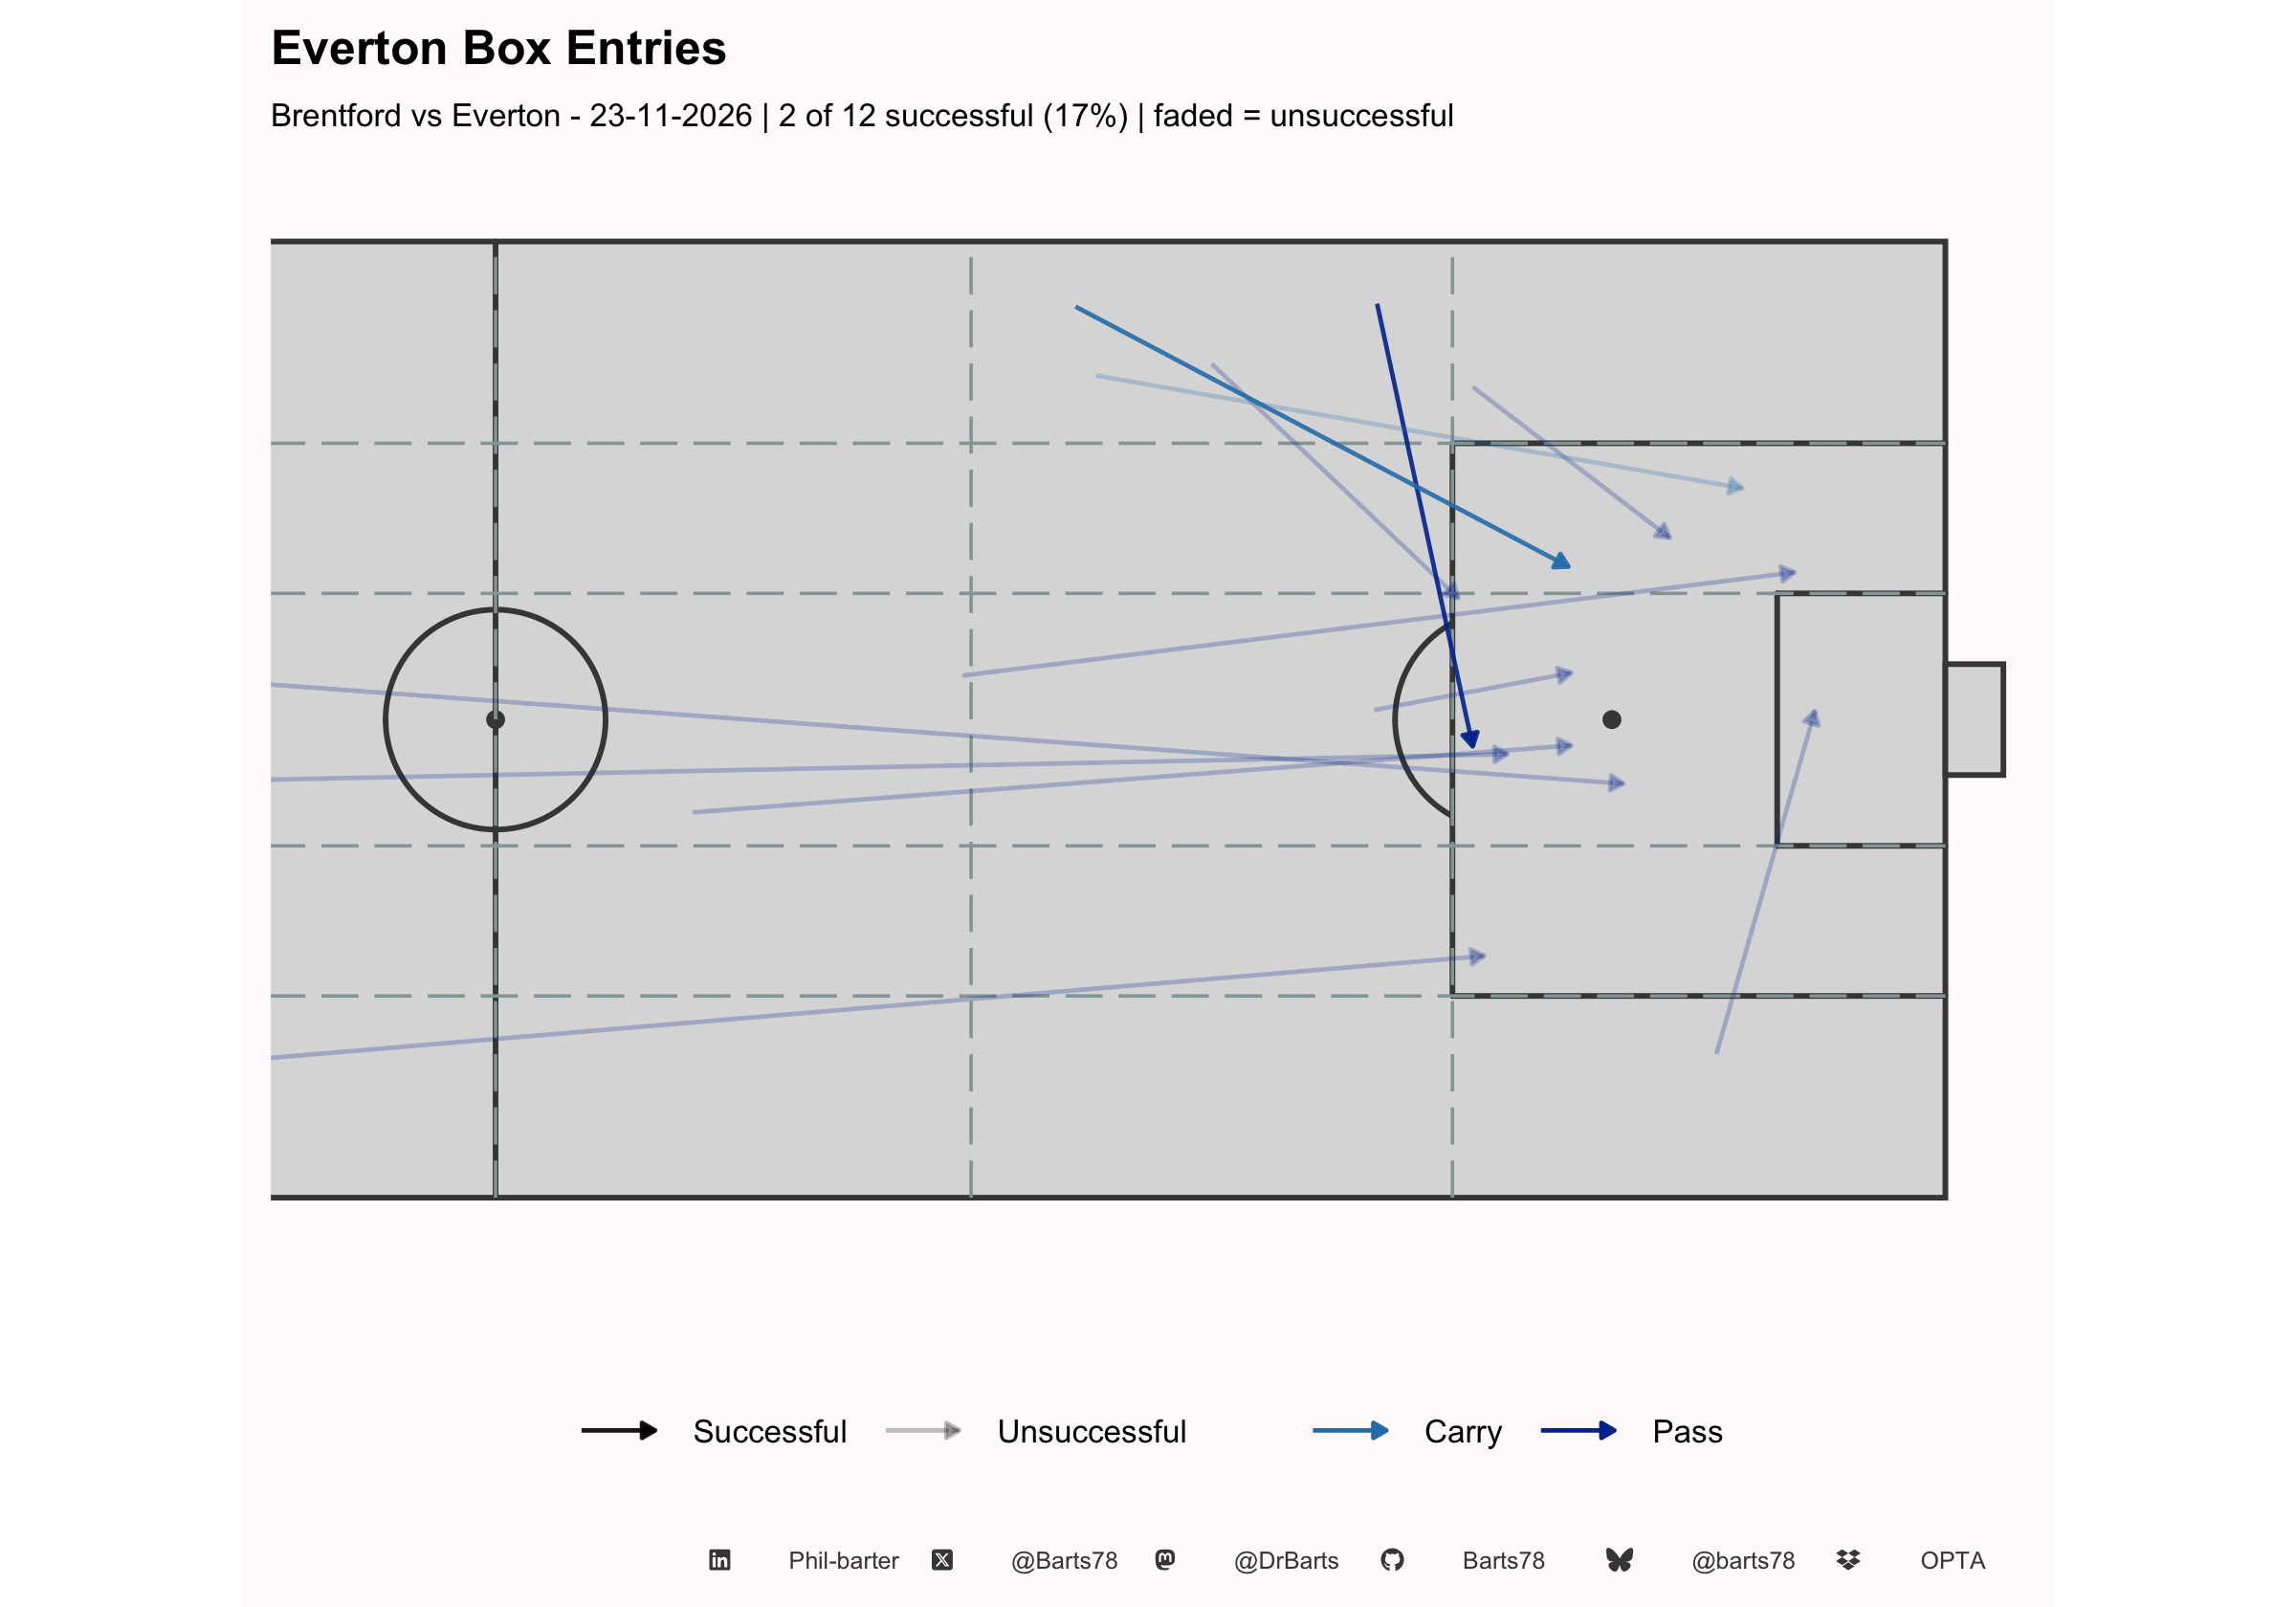 Everton Box Entries
Brentford vs Everton - 23-11-2026 | 2 of 12 successful (17%) | faded = unsuccessful
Successful Unsuccessful Carry Pass
Phil-barter @Barts78 @DrBarts Barts78 @barts78 OPTA